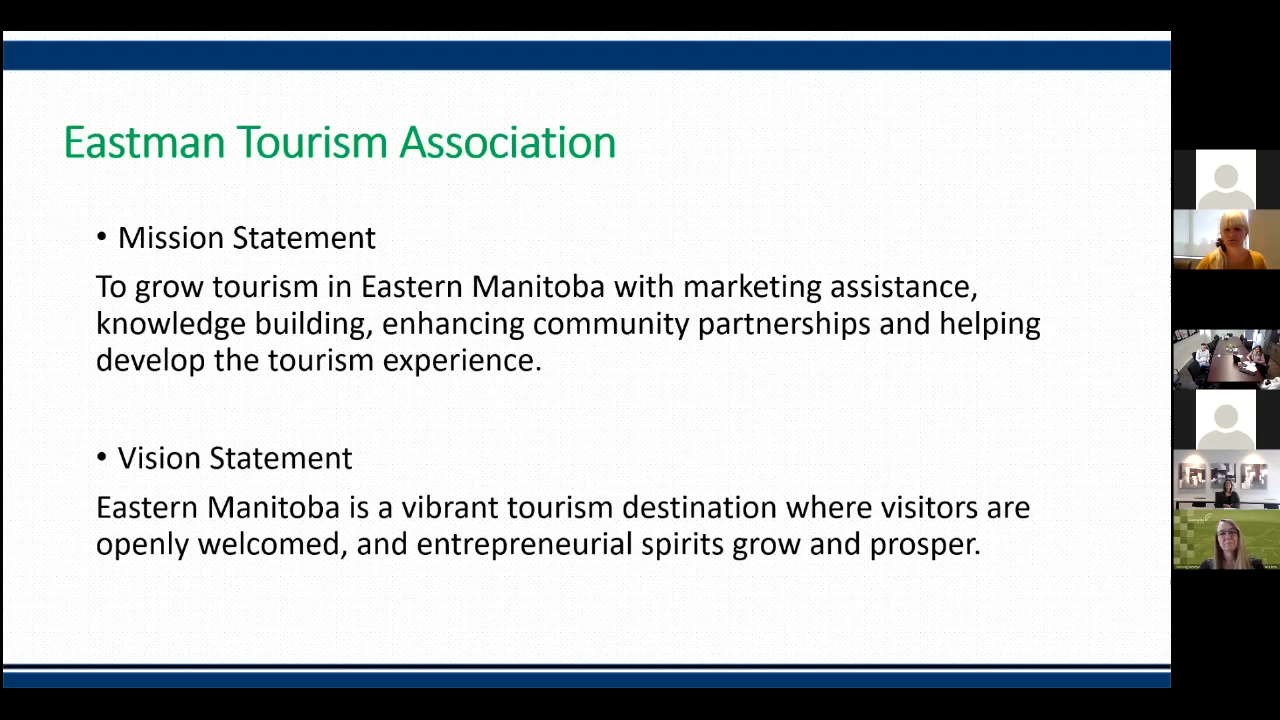 Eastman Tourism Association
• Mission Statement
To grow tourism in Eastern Manitoba with marketing assistance,
knowledge building, enhancing community partnerships and helping
develop the tourism experience.
• Vision Statement
Eastern Manitoba is a vibrant tourism destination where visitors are
openly welcomed, and entrepreneurial spirits grow and prosper.